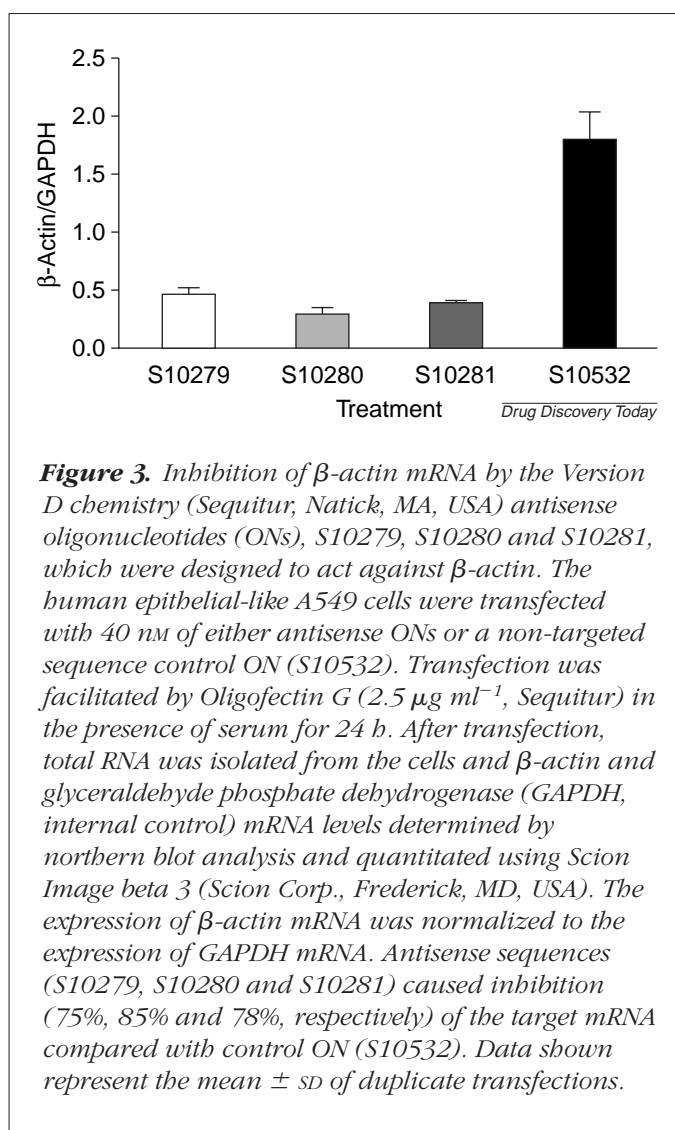 2.5
2.0
1.5
1.0
0.5
0.0
β-Actin/GAPDH
S10279 S10280 S10281 S10532
Treatment
Drug Discovery Today
Figure 3. Inhibition of β-actin mRNA by the Version
D chemistry (Sequitur, Natick, MA, USA) antisense
oligonucleotides (ONs), S10279, S10280 and S10281,
which were designed to act against β-actin. The
human epithelial-like A549 cells were transfected
with 40 nM of either antisense ONs or a non-targeted
sequence control ON (S10532). Transfection was
facilitated by Oligofectin G (2.5 μg ml⁻¹, Sequitur) in
the presence of serum for 24 h. After transfection,
total RNA was isolated from the cells and β-actin and
glyceraldehyde phosphate dehydrogenase (GAPDH,
internal control) mRNA levels determined by
northern blot analysis and quantitated using Scion
Image beta 3 (Scion Corp., Frederick, MD, USA). The
expression of β-actin mRNA was normalized to the
expression of GAPDH mRNA. Antisense sequences
(S10279, S10280 and S10281) caused inhibition
(75%, 85% and 78%, respectively) of the target mRNA
compared with control ON (S10532). Data shown
represent the mean ± SD of duplicate transfections.